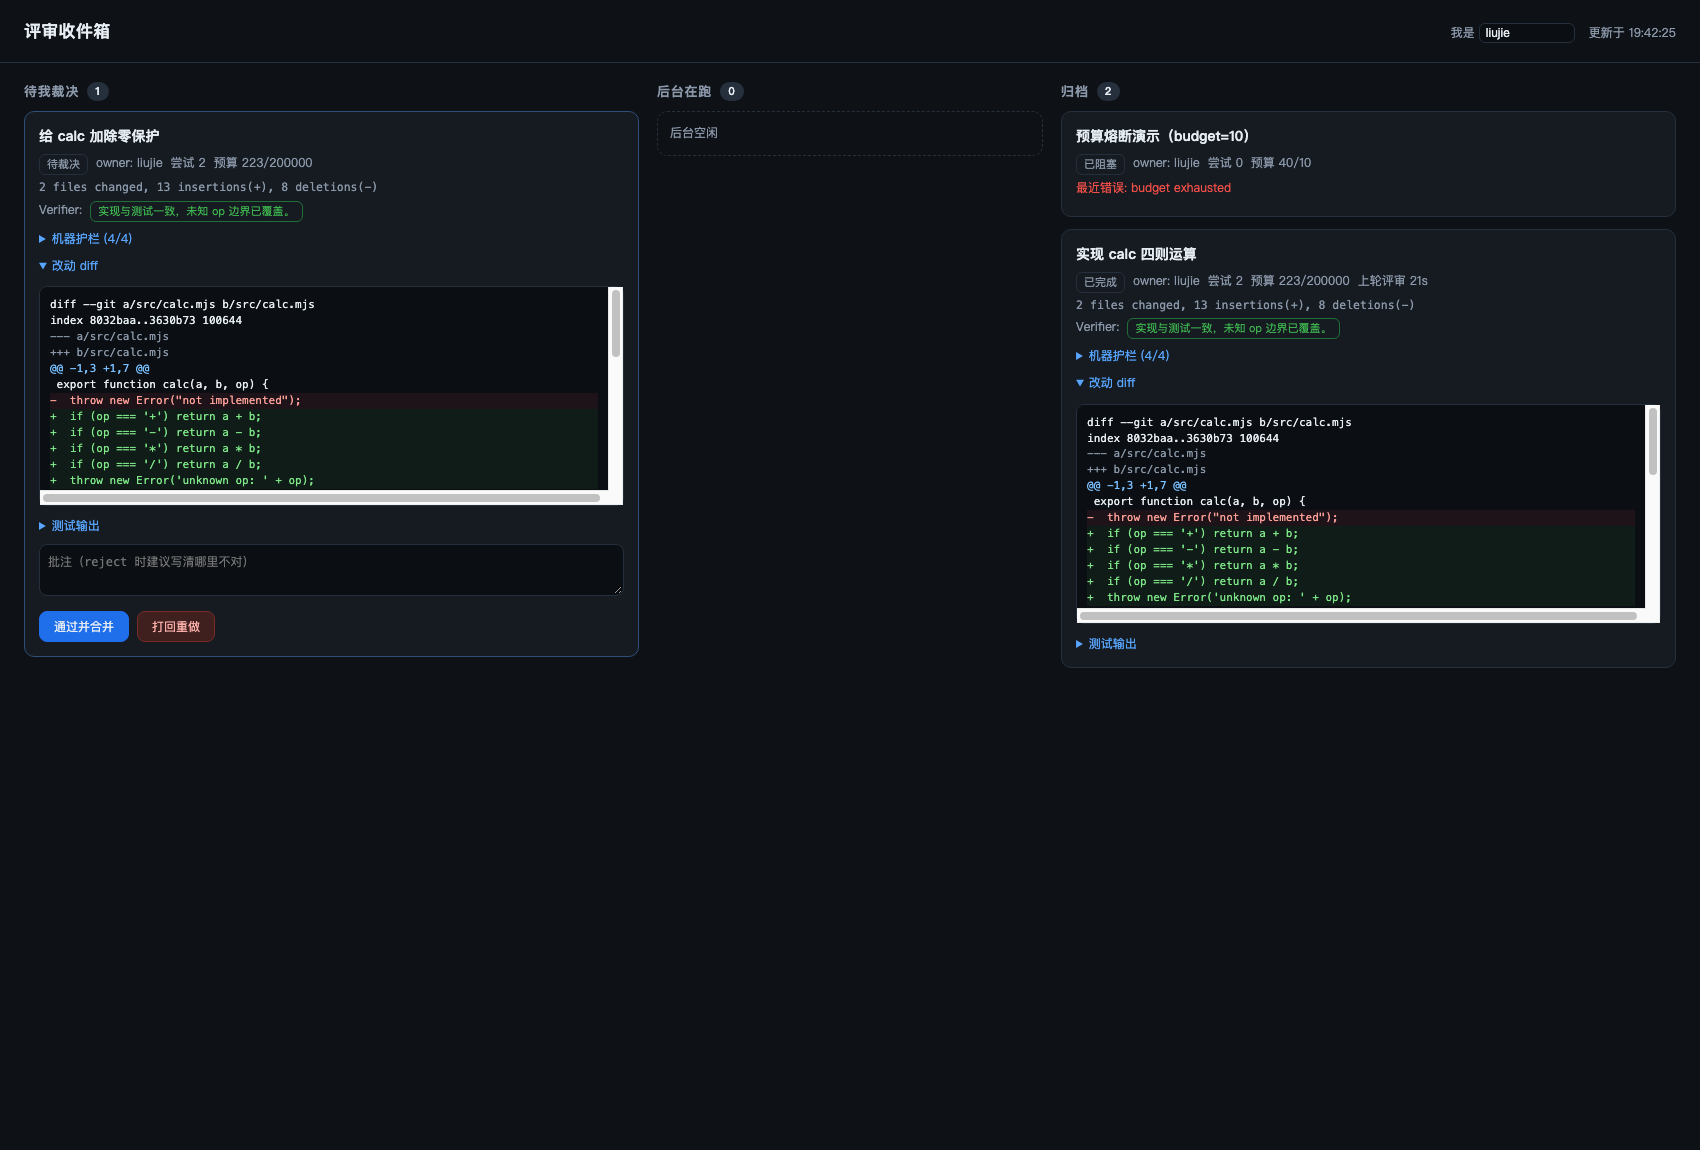 评审收件箱
我是 liujie 更新于 19:42:25
待我裁决 1
给 calc 加除零保护
待裁决 owner: liujie 尝试 2 预算 223/200000
2 files changed, 13 insertions(+), 8 deletions(-)
Verifier: 实现与测试一致，未知 op 边界已覆盖。
▶ 机器护栏 (4/4)
▼ 改动 diff
diff --git a/src/calc.mjs b/src/calc.mjs
index 8032baa..3630b73 100644
--- a/src/calc.mjs
+++ b/src/calc.mjs
@@ -1,3 +1,7 @@
 export function calc(a, b, op) {
-  throw new Error("not implemented");
+  if (op === '+') return a + b;
+  if (op === '-') return a - b;
+  if (op === '*') return a * b;
+  if (op === '/') return a / b;
+  throw new Error('unknown op: ' + op);
▶ 测试输出
批注（reject 时建议写清哪里不对）
通过并合并 打回重做
后台在跑 0
后台空闲
归档 2
预算熔断演示（budget=10）
已阻塞 owner: liujie 尝试 0 预算 40/10
最近错误: budget exhausted
实现 calc 四则运算
已完成 owner: liujie 尝试 2 预算 223/200000 上轮评审 21s
2 files changed, 13 insertions(+), 8 deletions(-)
Verifier: 实现与测试一致，未知 op 边界已覆盖。
▶ 机器护栏 (4/4)
▼ 改动 diff
diff --git a/src/calc.mjs b/src/calc.mjs
index 8032baa..3630b73 100644
--- a/src/calc.mjs
+++ b/src/calc.mjs
@@ -1,3 +1,7 @@
 export function calc(a, b, op) {
-  throw new Error("not implemented");
+  if (op === '+') return a + b;
+  if (op === '-') return a - b;
+  if (op === '*') return a * b;
+  if (op === '/') return a / b;
+  throw new Error('unknown op: ' + op);
▶ 测试输出